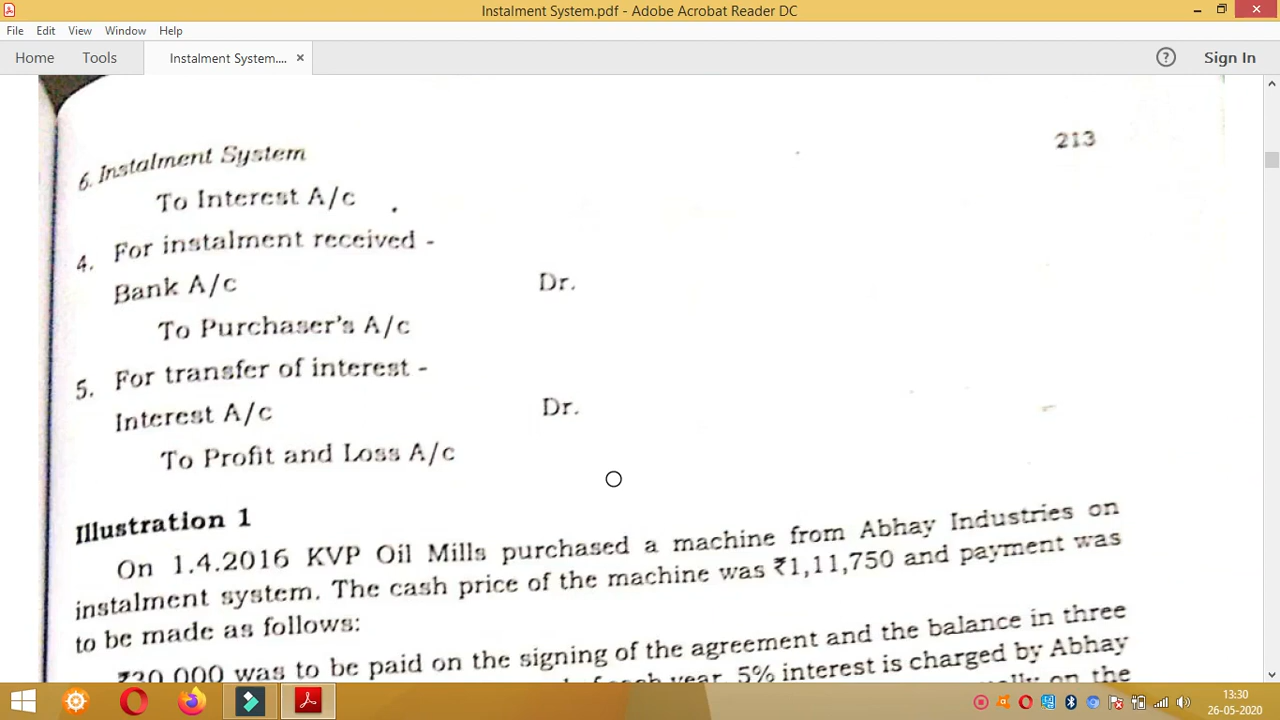 Instalment System.pdf - Adobe Acrobat Reader DC
File Edit View Window Help
Home Tools Instalment System.... × ? Sign In
6. Instalment System 213
To Interest A/c
4. For instalment received -
Bank A/c Dr.
To Purchaser's A/c
5. For transfer of interest -
Interest A/c Dr.
To Profit and Loss A/c
Illustration 1
On 1.4.2016 KVP Oil Mills purchased a machine from Abhay Industries on
instalment system. The cash price of the machine was ₹1,11,750 and payment was
to be made as follows:
was to be paid on the signing of the agreement and the balance in three
of each year. 5% interest is charged by Abhay
on the
13:30
26-05-2020